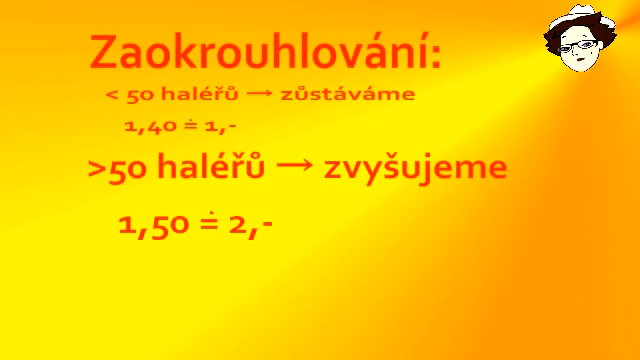 Zaokrouhlování:
< 50 haléřů → zůstáváme
1,40 ≐ 1,-
>50 haléřů → zvyšujeme
1,50 ≐ 2,-